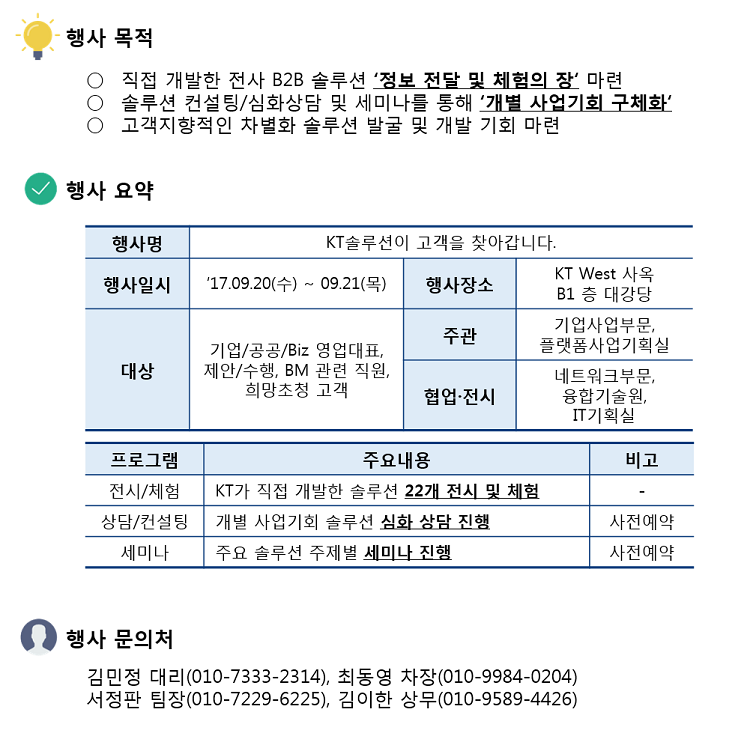 행사 목적
○ 직접 개발한 전사 B2B 솔루션 ‘정보 전달 및 체험의 장‘ 마련
○ 솔루션 컨설팅/심화상담 및 세미나를 통해 ‘개별 사업기회 구체화‘
○ 고객지향적인 차별화 솔루션 발굴 및 개발 기회 마련
행사 요약
행사명 KT솔루션이 고객을 찾아갑니다.
행사일시 ‘17.09.20(수) ~ 09.21(목)
행사장소 KT West 사옥
B1 층 대강당
대상
기업/공공/Biz 영업대표,
제안/수행, BM 관련 직원,
희망초청 고객
주관
기업사업부문,
플랫폼사업기획실
협업·전시
네트워크부문,
융합기술원,
IT기획실
프로그램 주요내용 비고
전시/체험 KT가 직접 개발한 솔루션 22개 전시 및 체험 -
상담/컨설팅 개별 사업기회 솔루션 심화 상담 진행 사전예약
세미나 주요 솔루션 주제별 세미나 진행 사전예약
행사 문의처
김민정 대리(010-7333-2314), 최동영 차장(010-9984-0204)
서정판 팀장(010-7229-6225), 김이한 상무(010-9589-4426)